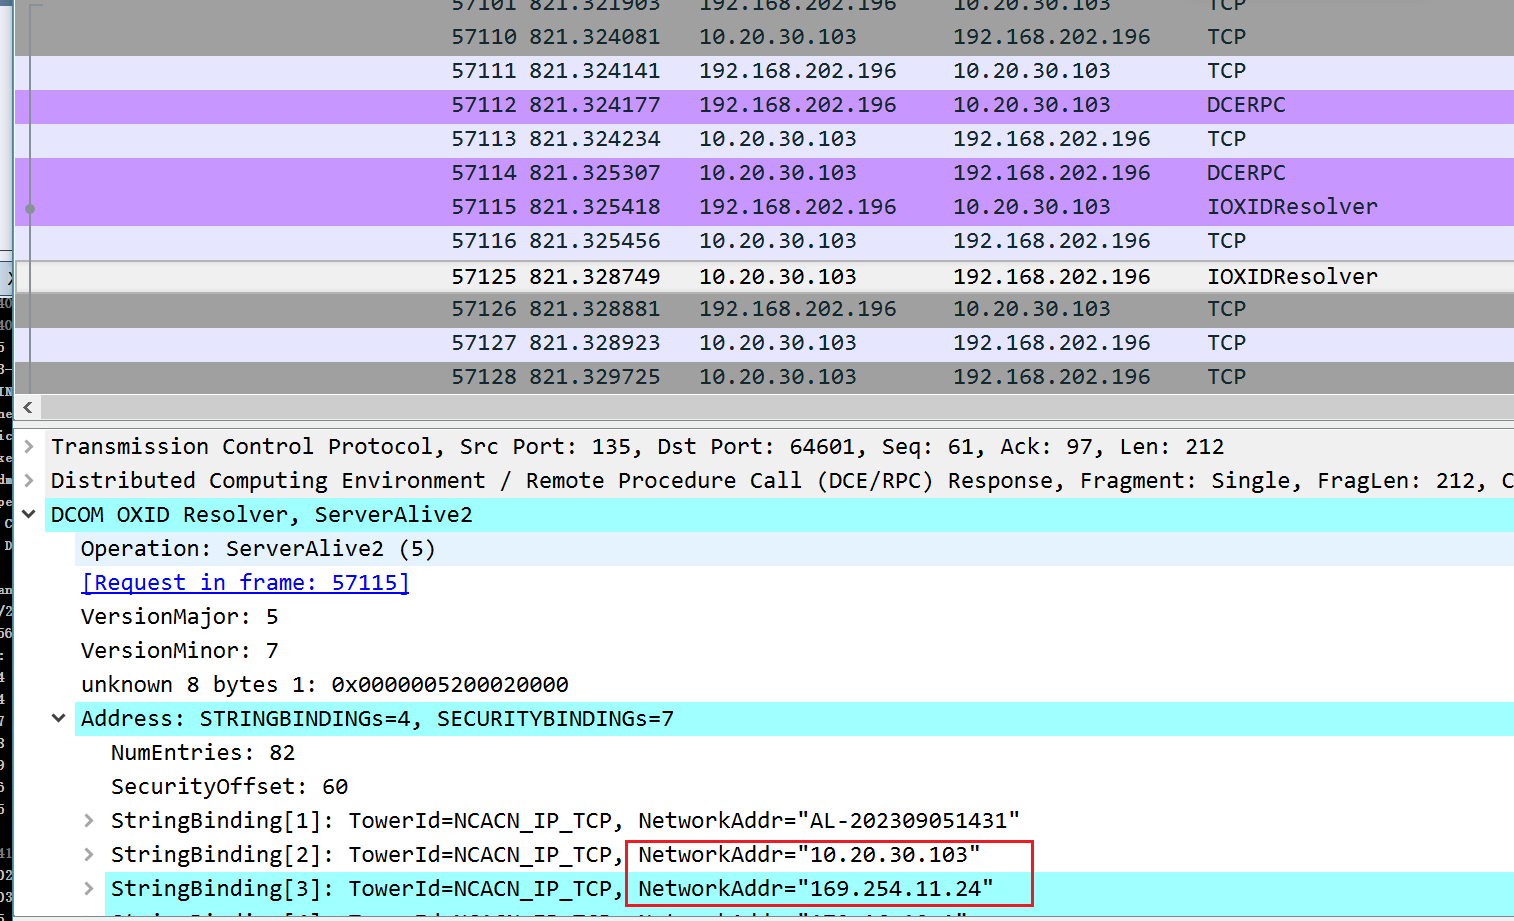 57101 821.321903 192.168.202.196 10.20.30.103 TCP
57110 821.324081 10.20.30.103 192.168.202.196 TCP
57111 821.324141 192.168.202.196 10.20.30.103 TCP
57112 821.324177 192.168.202.196 10.20.30.103 DCERPC
57113 821.324234 10.20.30.103 192.168.202.196 TCP
57114 821.325307 10.20.30.103 192.168.202.196 DCERPC
57115 821.325418 192.168.202.196 10.20.30.103 IOXIDResolver
57116 821.325456 10.20.30.103 192.168.202.196 TCP
57125 821.328749 10.20.30.103 192.168.202.196 IOXIDResolver
57126 821.328881 192.168.202.196 10.20.30.103 TCP
57127 821.328923 10.20.30.103 192.168.202.196 TCP
57128 821.329725 10.20.30.103 192.168.202.196 TCP
Transmission Control Protocol, Src Port: 135, Dst Port: 64601, Seq: 61, Ack: 97, Len: 212
Distributed Computing Environment / Remote Procedure Call (DCE/RPC) Response, Fragment: Single, FragLen: 212, C
DCOM OXID Resolver, ServerAlive2
Operation: ServerAlive2 (5)
[Request in frame: 57115]
VersionMajor: 5
VersionMinor: 7
unknown 8 bytes 1: 0x0000005200020000
Address: STRINGBINDINGs=4, SECURITYBINDINGs=7
NumEntries: 82
SecurityOffset: 60
StringBinding[1]: TowerId=NCACN_IP_TCP, NetworkAddr="AL-202309051431"
StringBinding[2]: TowerId=NCACN_IP_TCP, NetworkAddr="10.20.30.103"
StringBinding[3]: TowerId=NCACN_IP_TCP, NetworkAddr="169.254.11.24"